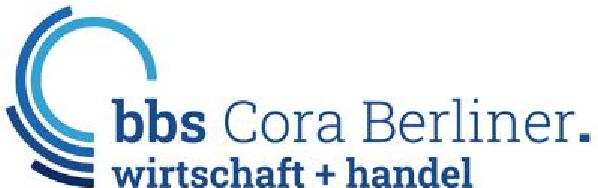 bbs Cora Berliner.
wirtschaft + handel